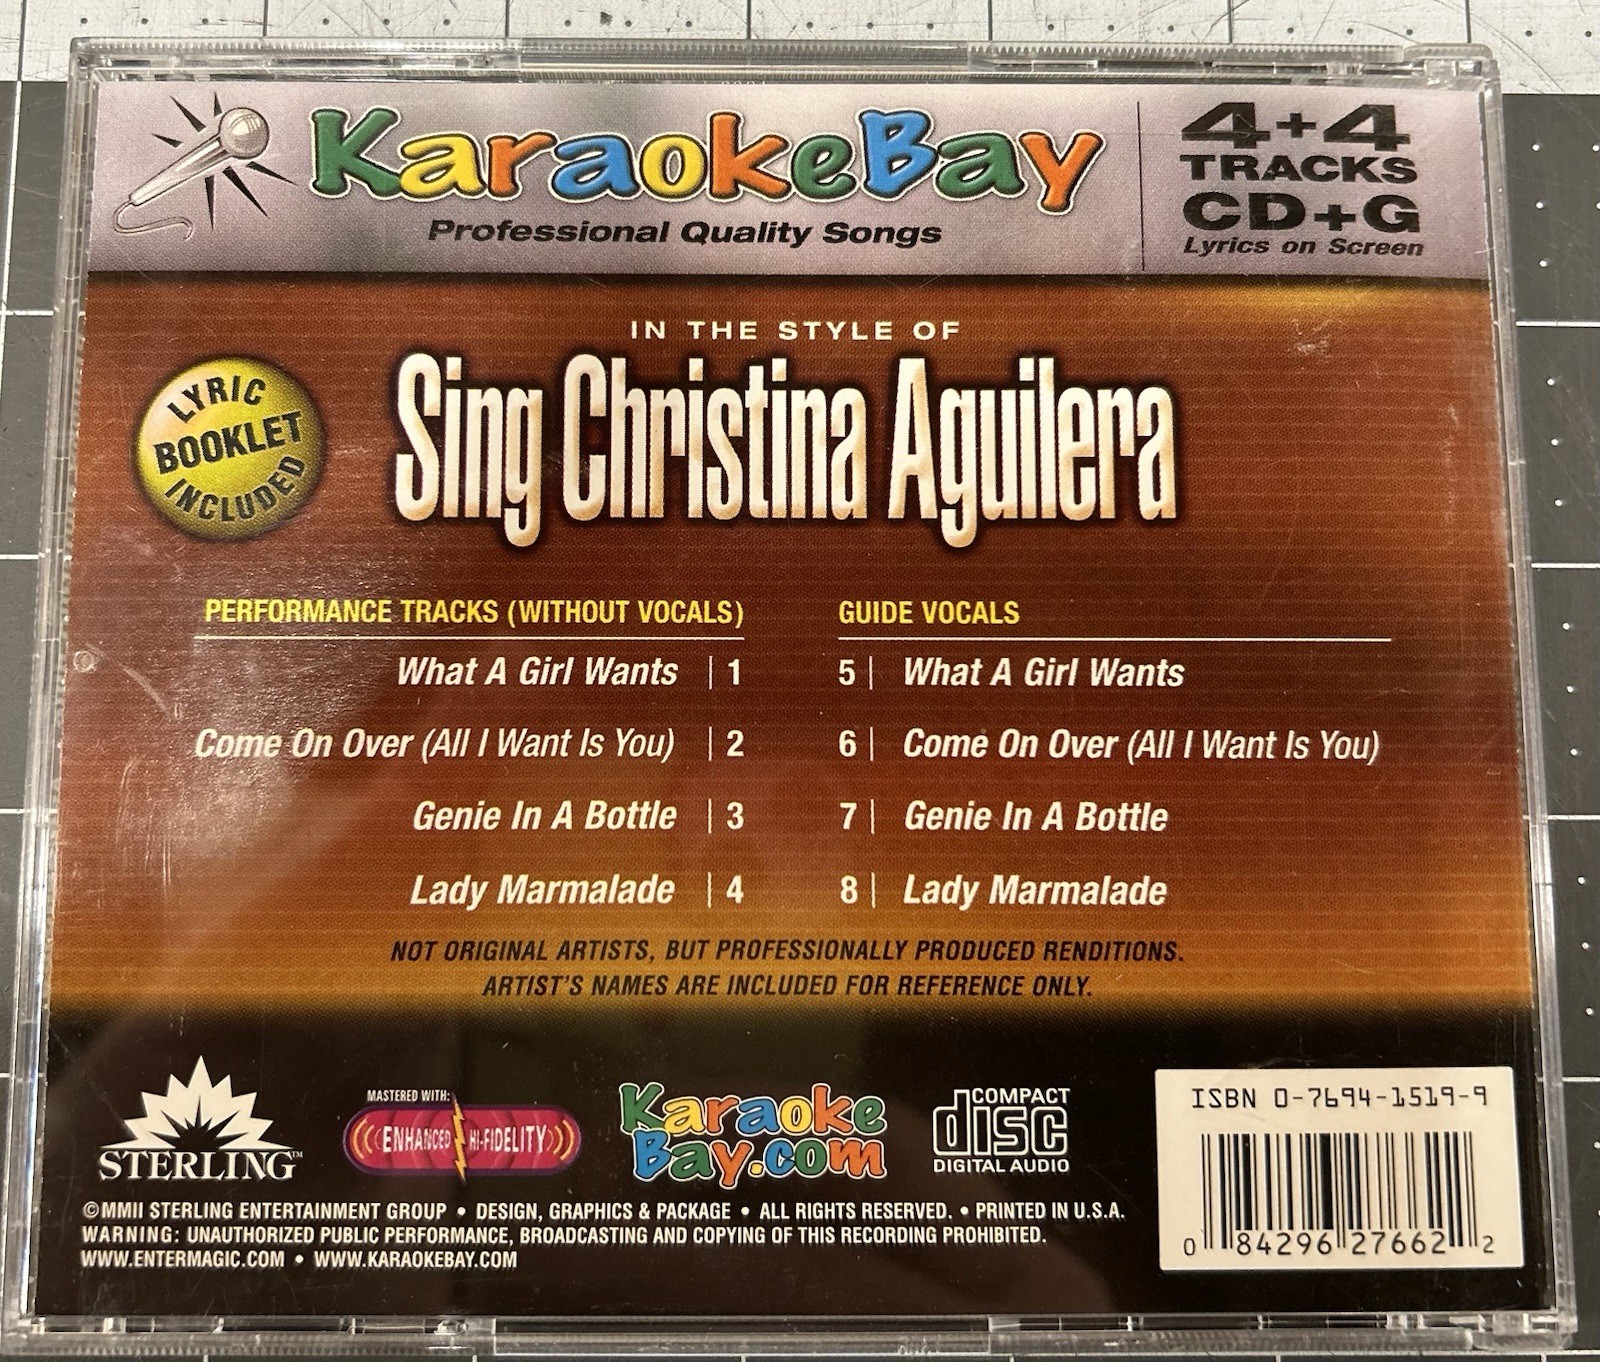 KaraokeBay
Professional Quality Songs
4+4
TRACKS
CD+G
Lyrics on Screen
IN THE STYLE OF
Sing Christina Aguilera
LYRIC
BOOKLET
INCLUDED
PERFORMANCE TRACKS (WITHOUT VOCALS)
What A Girl Wants | 1
Come On Over (All I Want Is You) | 2
Genie In A Bottle | 3
Lady Marmalade | 4
GUIDE VOCALS
5 | What A Girl Wants
6 | Come On Over (All I Want Is You)
7 | Genie In A Bottle
8 | Lady Marmalade
NOT ORIGINAL ARTISTS, BUT PROFESSIONALLY PRODUCED RENDITIONS.
ARTIST'S NAMES ARE INCLUDED FOR REFERENCE ONLY.
STERLING™
MASTERED WITH:
ENHANCED HI-FIDELITY
Karaoke
Bay.com
COMPACT
disc
DIGITAL AUDIO
ISBN 0-7694-1519-9
0 84296 27662 2
©MMII STERLING ENTERTAINMENT GROUP • DESIGN, GRAPHICS & PACKAGE • ALL RIGHTS RESERVED. • PRINTED IN U.S.A.
WARNING: UNAUTHORIZED PUBLIC PERFORMANCE, BROADCASTING AND COPYING OF THIS RECORDING PROHIBITED.
WWW.ENTERMAGIC.COM • WWW.KARAOKEBAY.COM